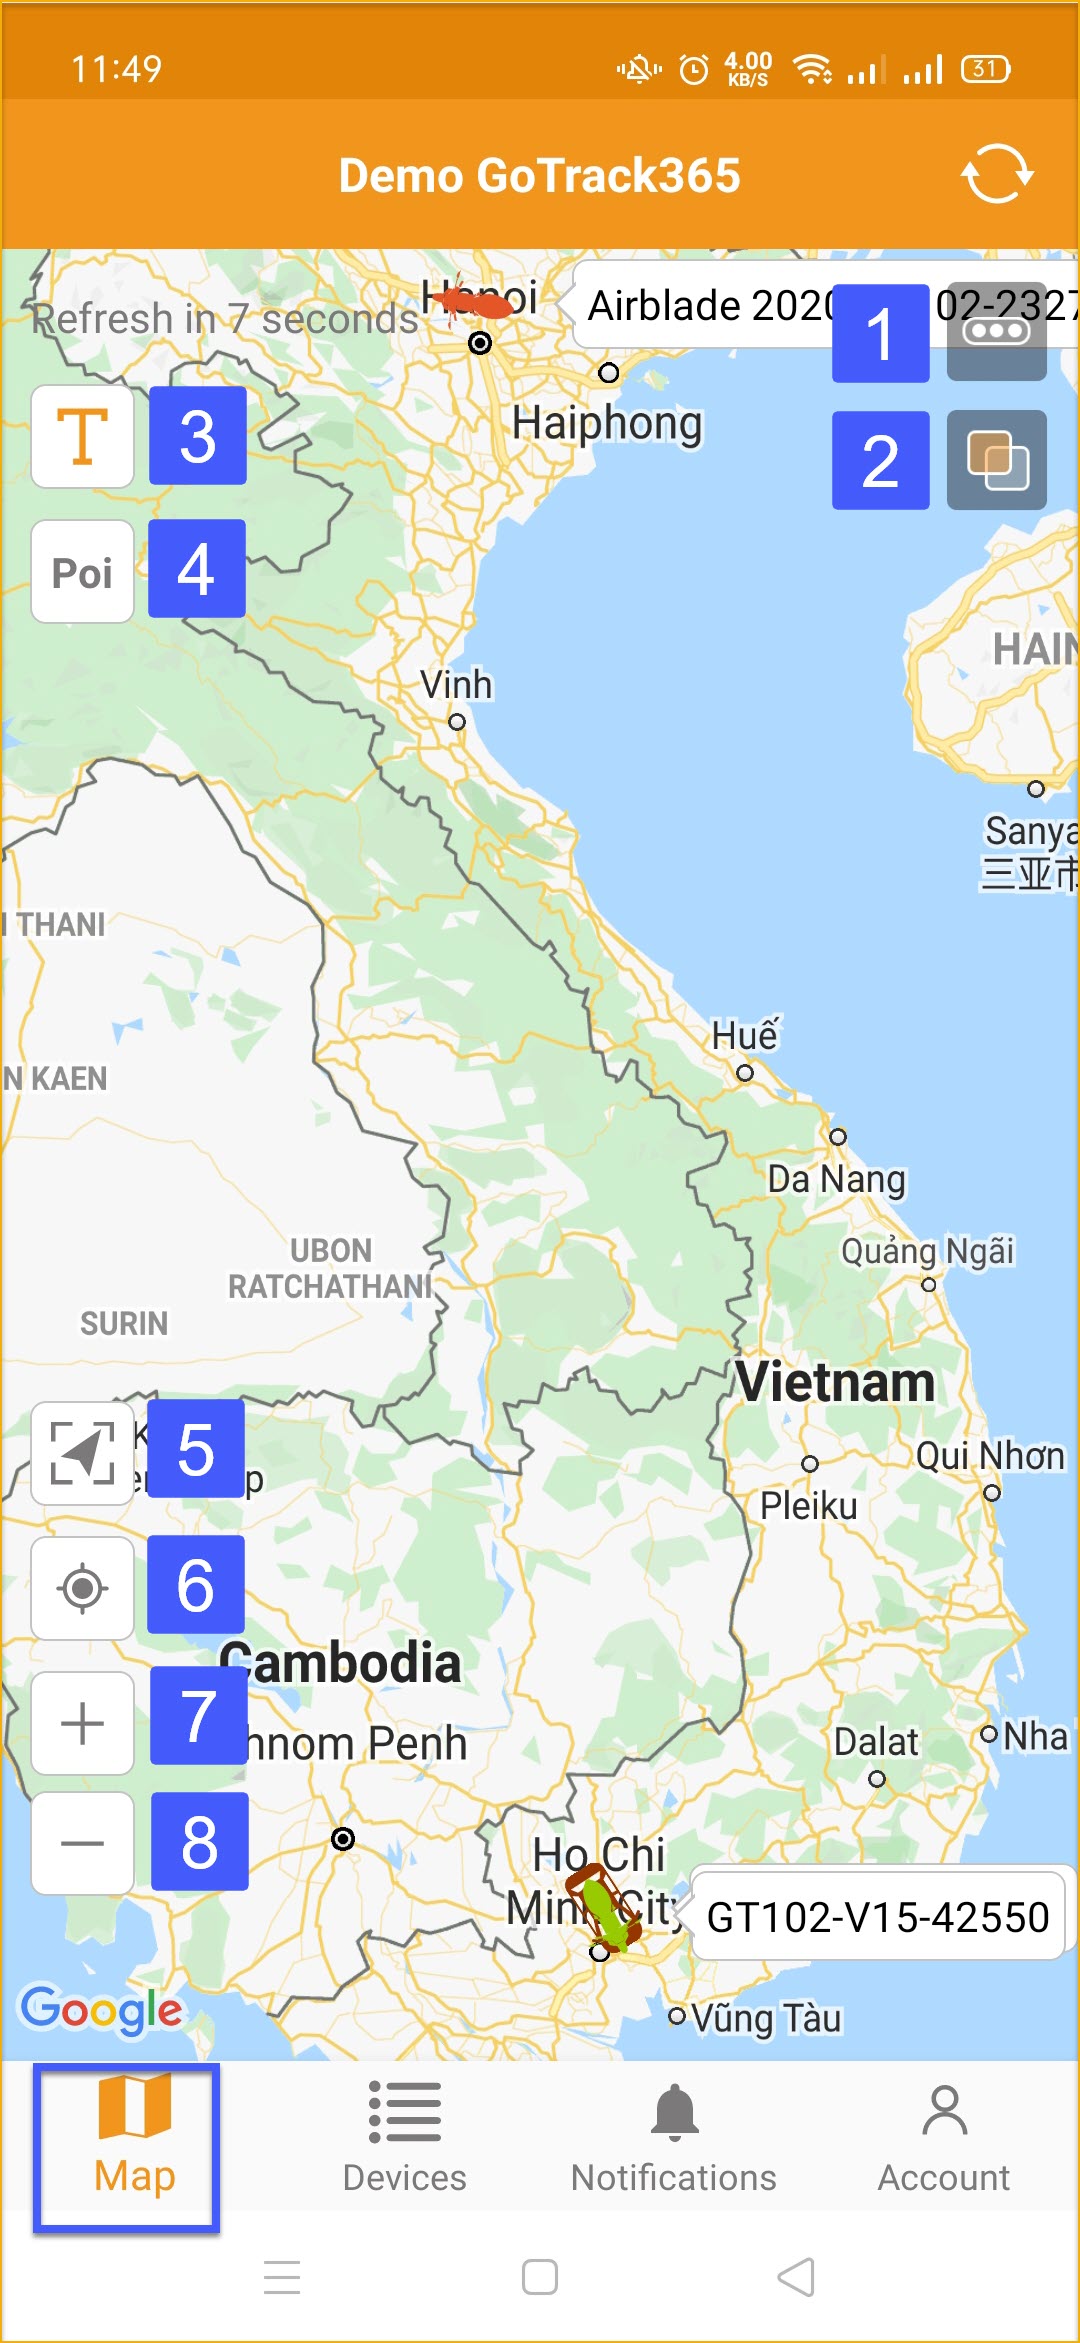 11:49
4.00
KB/S
31
Demo GoTrack365
Hanoi
Airblade 2020
02-2327
Refresh in 7 seconds
1
Haiphong
T
3
2
Poi
4
HAIN
Vinh
Sanya
三亚市
I THANI
Huế
N KAEN
Da Nang
Quảng Ngãi
UBON
RATCHATHANI
SURIN
Vietnam
5
Qui Nhơn
Pleiku
6
Cambodia
7
hnom Penh
Dalat
Nha
8
Ho Chi
Minh City
GT102-V15-42550
Google
Vũng Tàu
Map
Devices
Notifications
Account